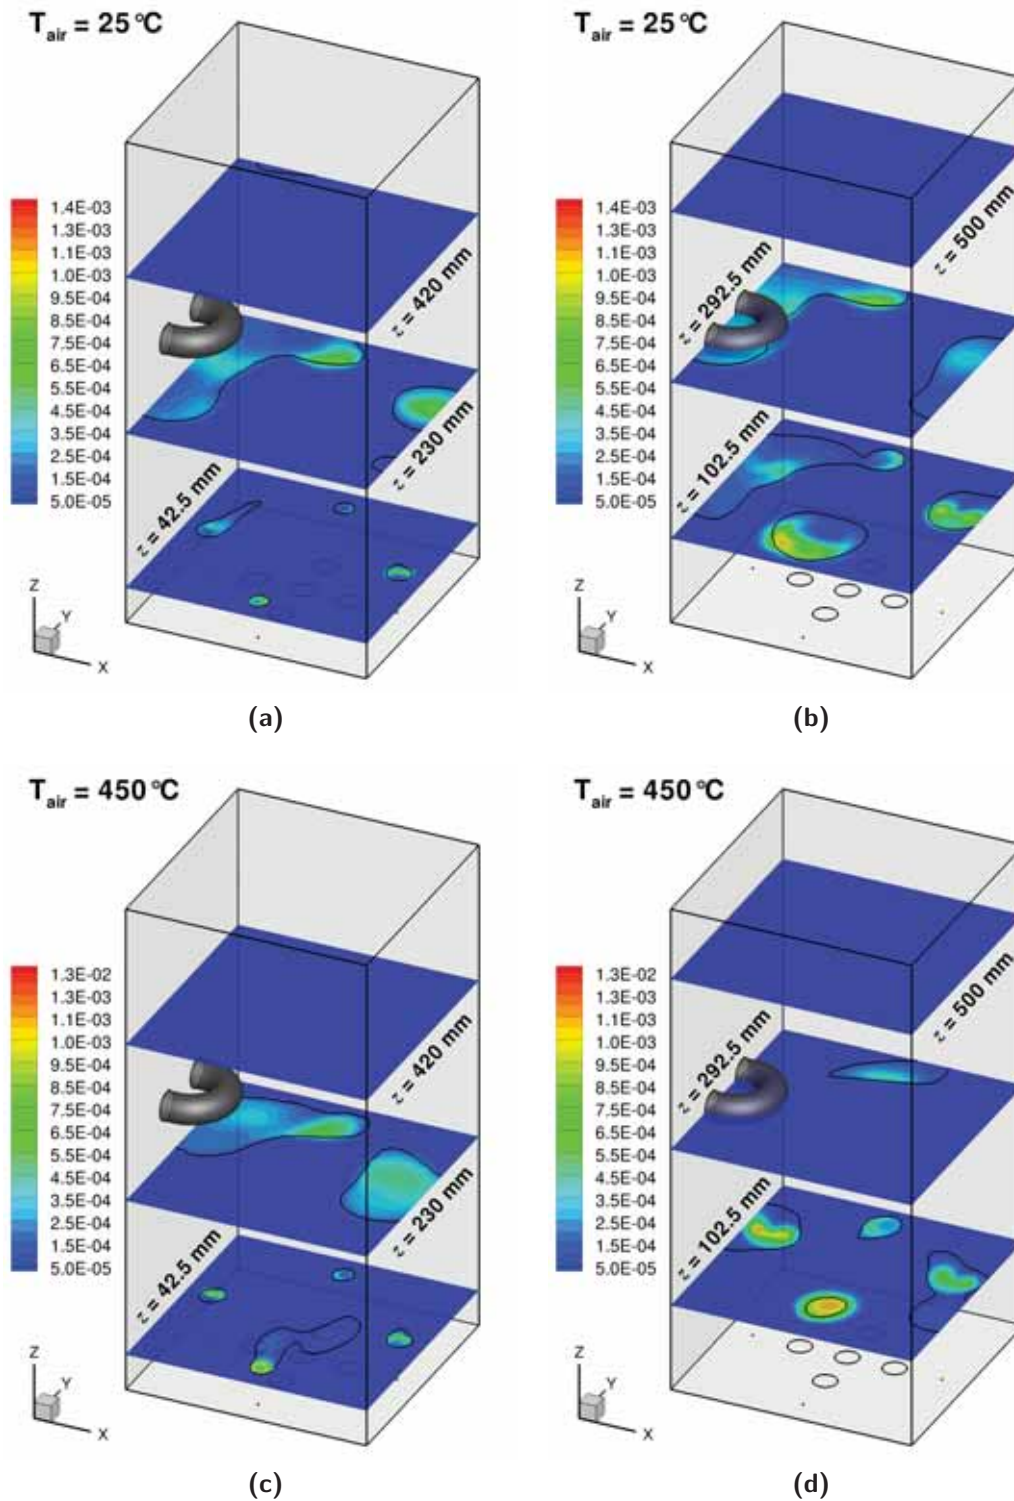 T_air = 25 °C
1.4E-03
1.3E-03
1.1E-03
1.0E-03
9.5E-04
8.5E-04
7.5E-04
6.5E-04
5.5E-04
4.5E-04
3.5E-04
2.5E-04
1.5E-04
5.0E-05
z = 420 mm
z = 230 mm
z = 42.5 mm
Z
Y
X
(a)
T_air = 25 °C
1.4E-03
1.3E-03
1.1E-03
1.0E-03
9.5E-04
8.5E-04
7.5E-04
6.5E-04
5.5E-04
4.5E-04
3.5E-04
2.5E-04
1.5E-04
5.0E-05
z = 500 mm
z = 292.5 mm
z = 102.5 mm
Z
Y
X
(b)
T_air = 450 °C
1.3E-02
1.3E-03
1.1E-03
1.0E-03
9.5E-04
8.5E-04
7.5E-04
6.5E-04
5.5E-04
4.5E-04
3.5E-04
2.5E-04
1.5E-04
5.0E-05
z = 420 mm
z = 230 mm
z = 42.5 mm
Z
Y
X
(c)
T_air = 450 °C
1.3E-02
1.3E-03
1.1E-03
1.0E-03
9.5E-04
8.5E-04
7.5E-04
6.5E-04
5.5E-04
4.5E-04
3.5E-04
2.5E-04
1.5E-04
5.0E-05
z = 500 mm
z = 292.5 mm
z = 102.5 mm
Z
Y
X
(d)